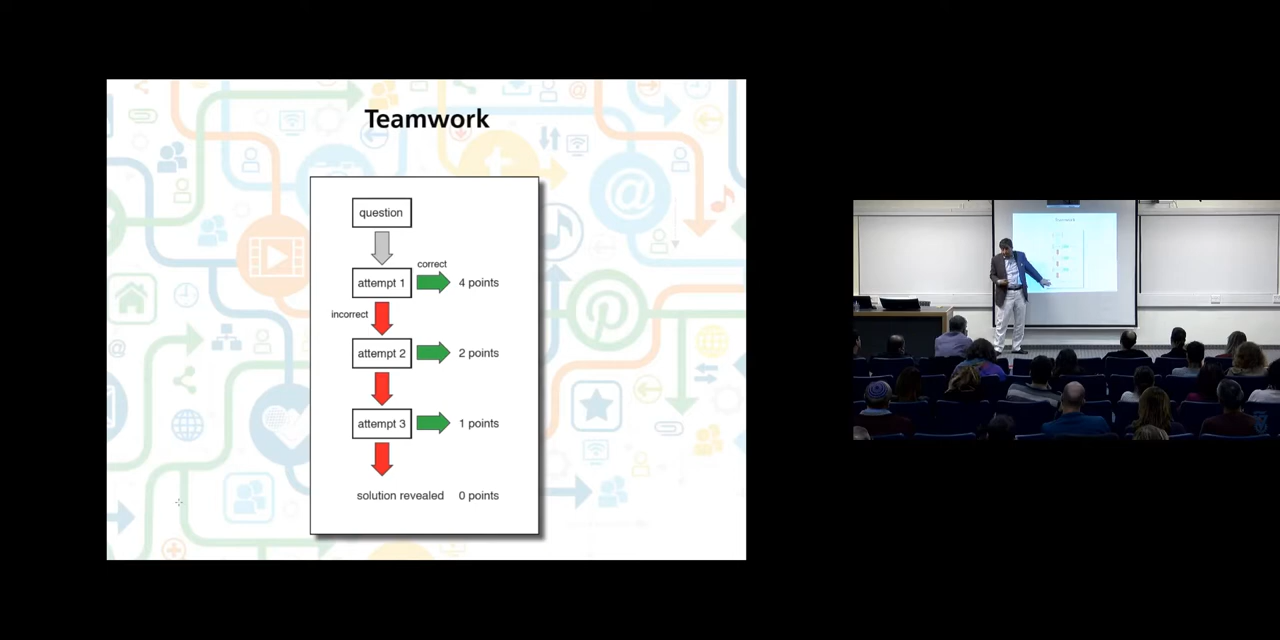 Teamwork
question
correct
attempt 1
4 points
incorrect
attempt 2
2 points
attempt 3
1 points
solution revealed 0 points
Teamwork